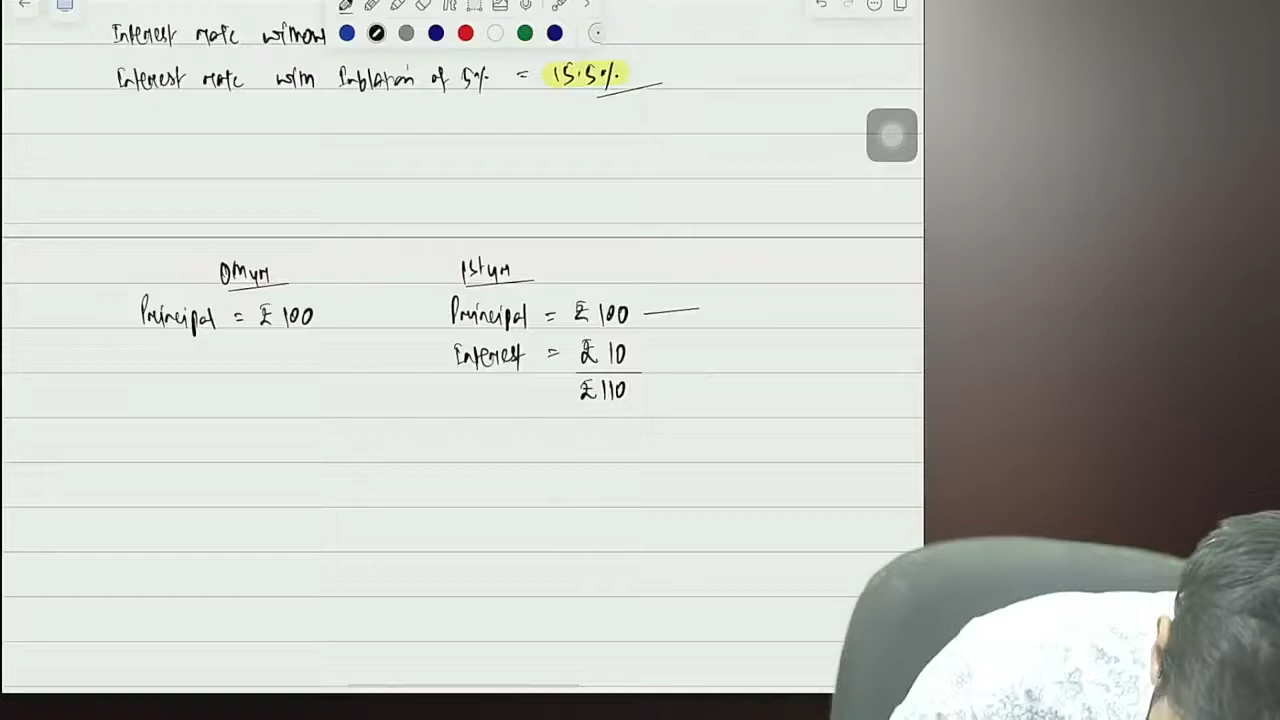 Interest rate without
Interest rate with Inflation of 5% = 15.5%
0th yr
1st yr
Principal = £ 100
Principal = £ 100
Interest = £ 10
£ 110